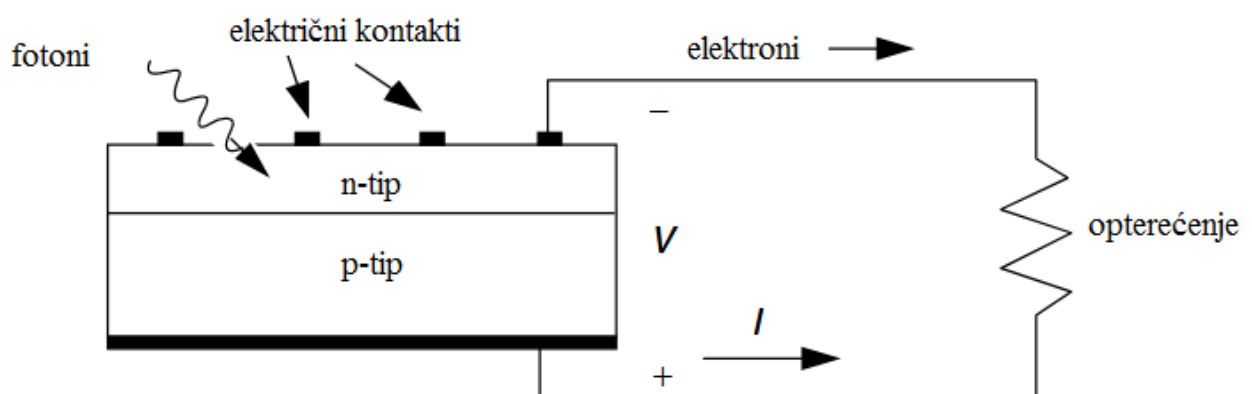 fotoni
električni kontakti
elektroni
−
n-tip
p-tip
V
opterećenje
I
+